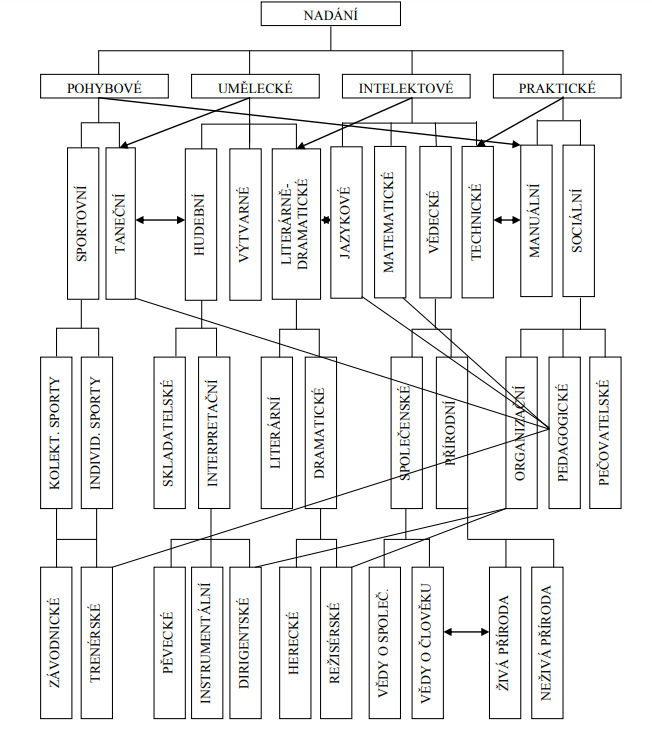 NADÁNÍ
POHYBOVÉ
UMĚLECKÉ
INTELEKTOVÉ
PRAKTICKÉ
SPORTOVNÍ
TANEČNÍ
HUDEBNÍ
VÝTVARNÉ
LITERÁRNĚ-
DRAMATICKÉ
JAZYKOVÉ
MATEMATICKÉ
VĚDECKÉ
TECHNICKÉ
MANUÁLNÍ
SOCIÁLNÍ
KOLEKT. SPORTY
INDIVID. SPORTY
SKLADATELSKÉ
INTERPRETAČNÍ
LITERÁRNÍ
DRAMATICKÉ
SPOLEČENSKÉ
PŘÍRODNÍ
ORGANIZAČNÍ
PEDAGOGICKÉ
PEČOVATELSKÉ
ZÁVODNICKÉ
TRENÉRSKÉ
PĚVECKÉ
INSTRUMENTÁLNÍ
DIRIGENTSKÉ
HERECKÉ
REŽISÉRSKÉ
VĚDY O SPOLEČ.
VĚDY O ČLOVĚKU
ŽIVÁ PŘÍRODA
NEŽIVÁ PŘÍRODA